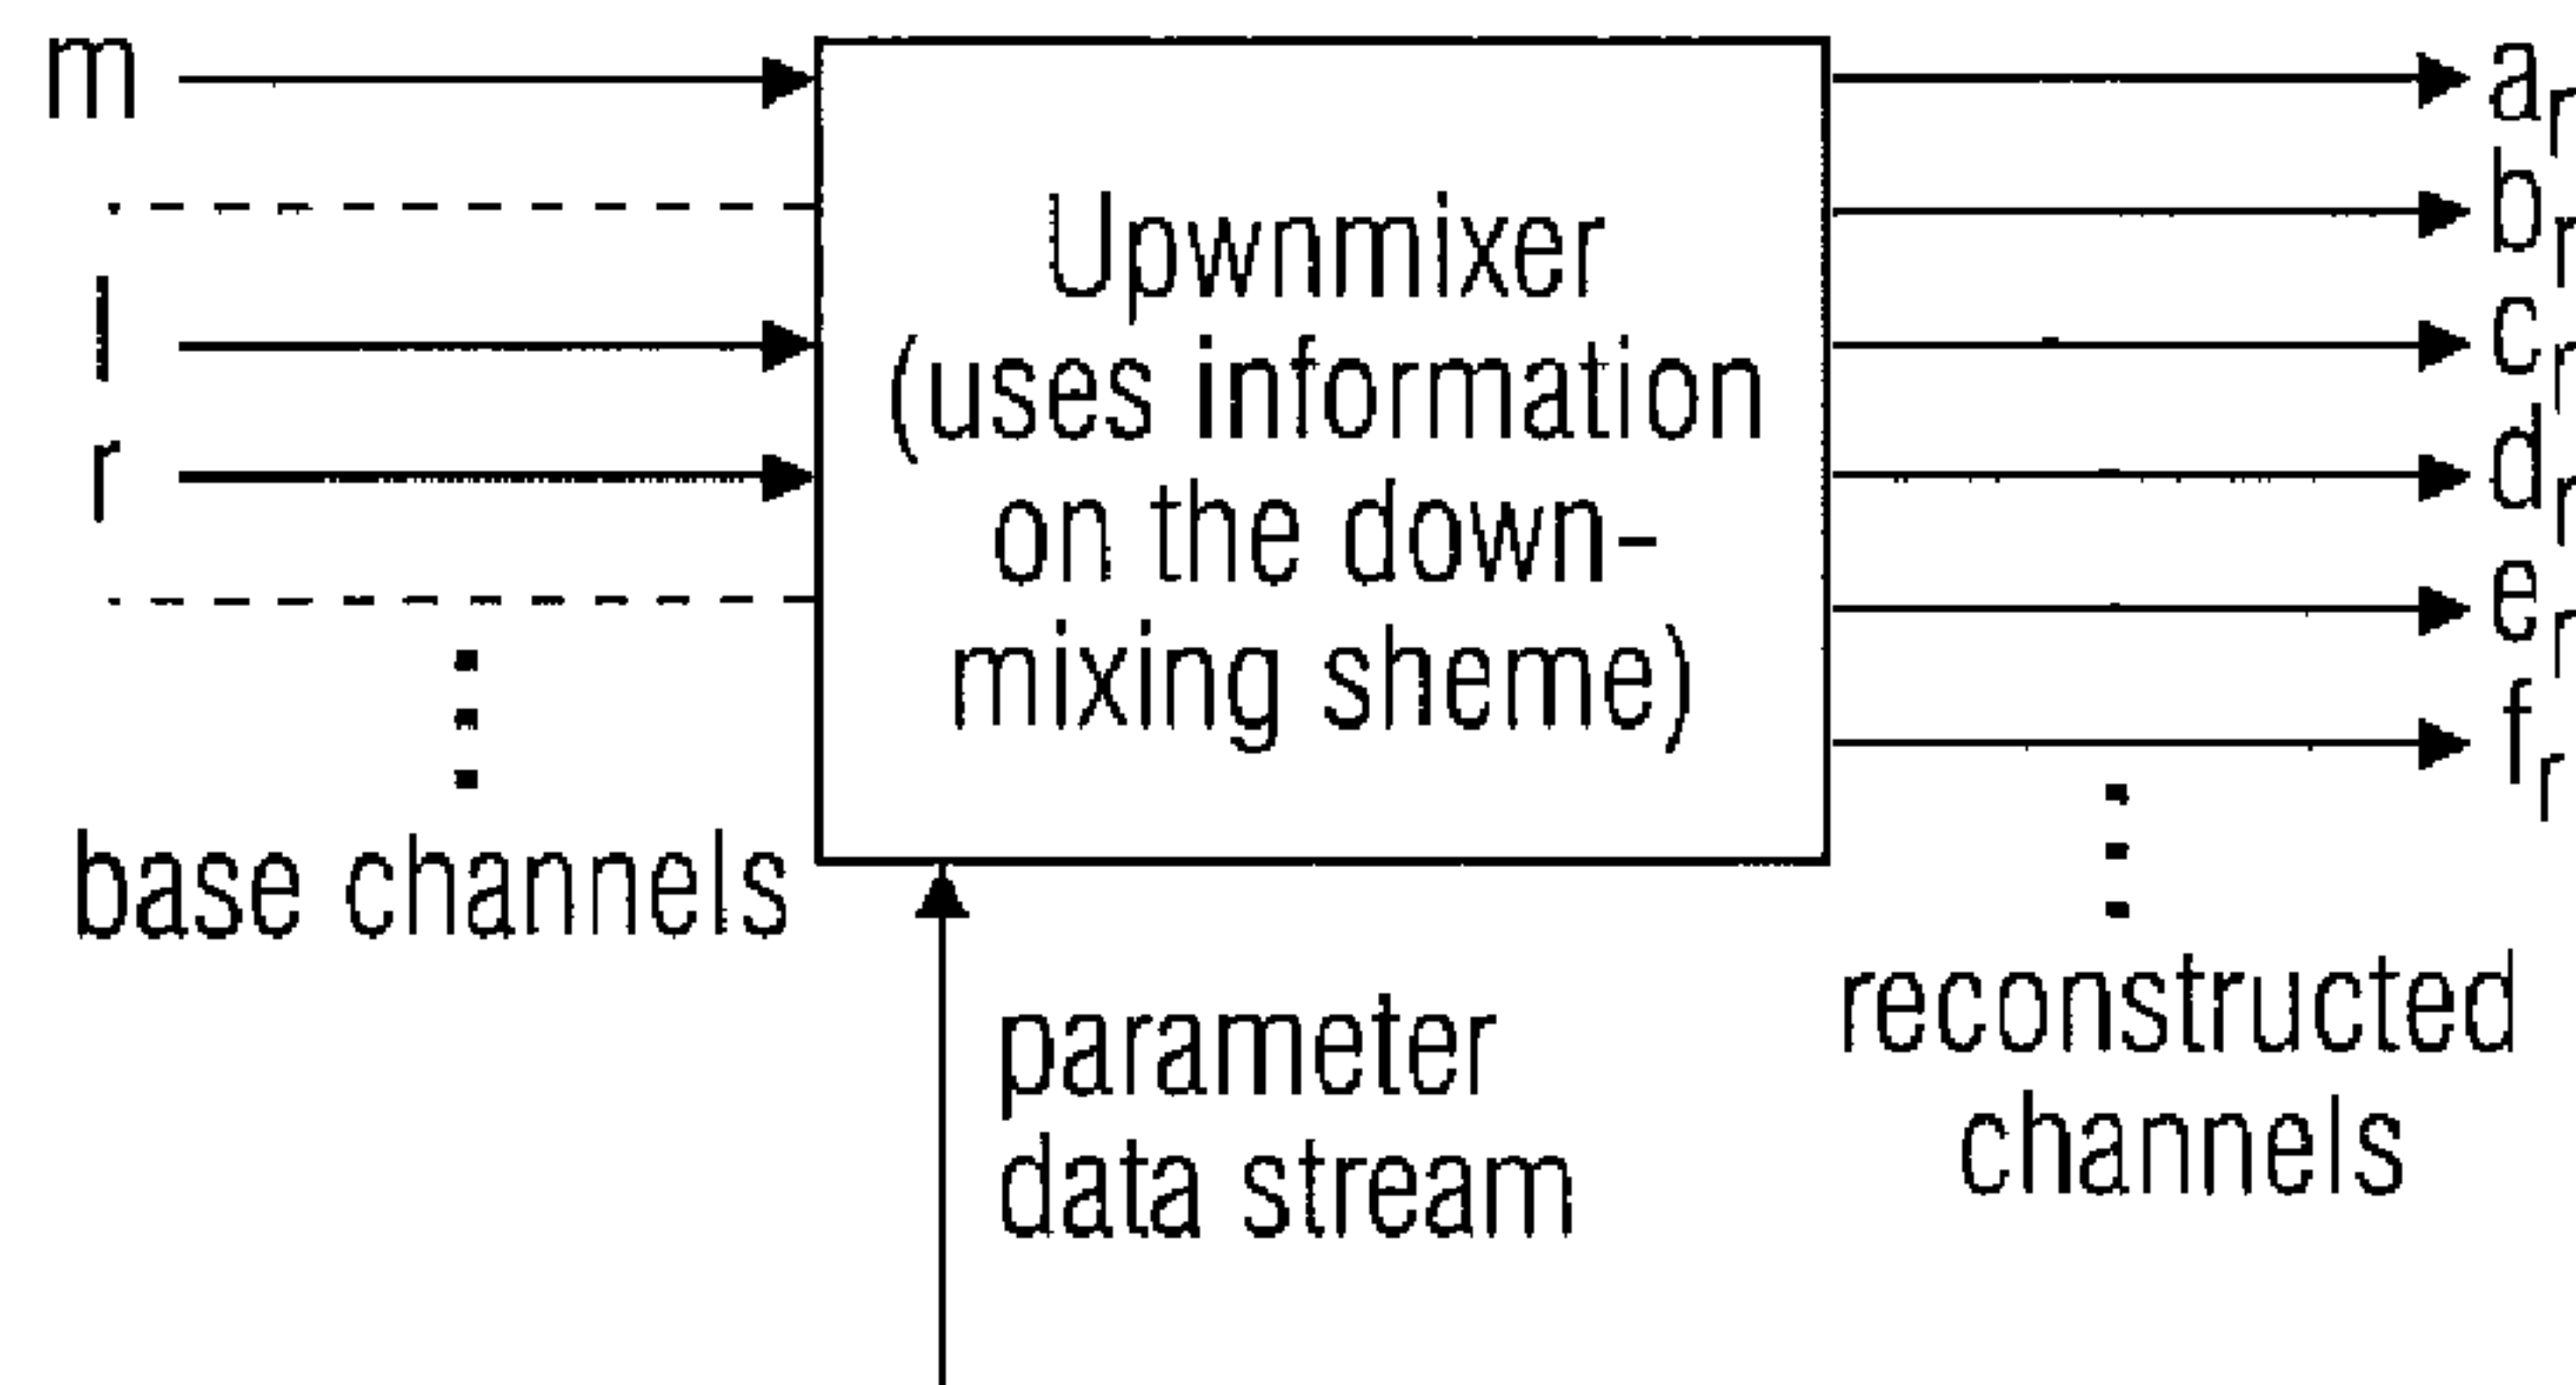 m
l
r
base channels
Upwnmixer
(uses information
on the down-
mixing sheme)
parameter
data stream
a_r
b_r
c_r
d_r
e_r
f_r
reconstructed
channels